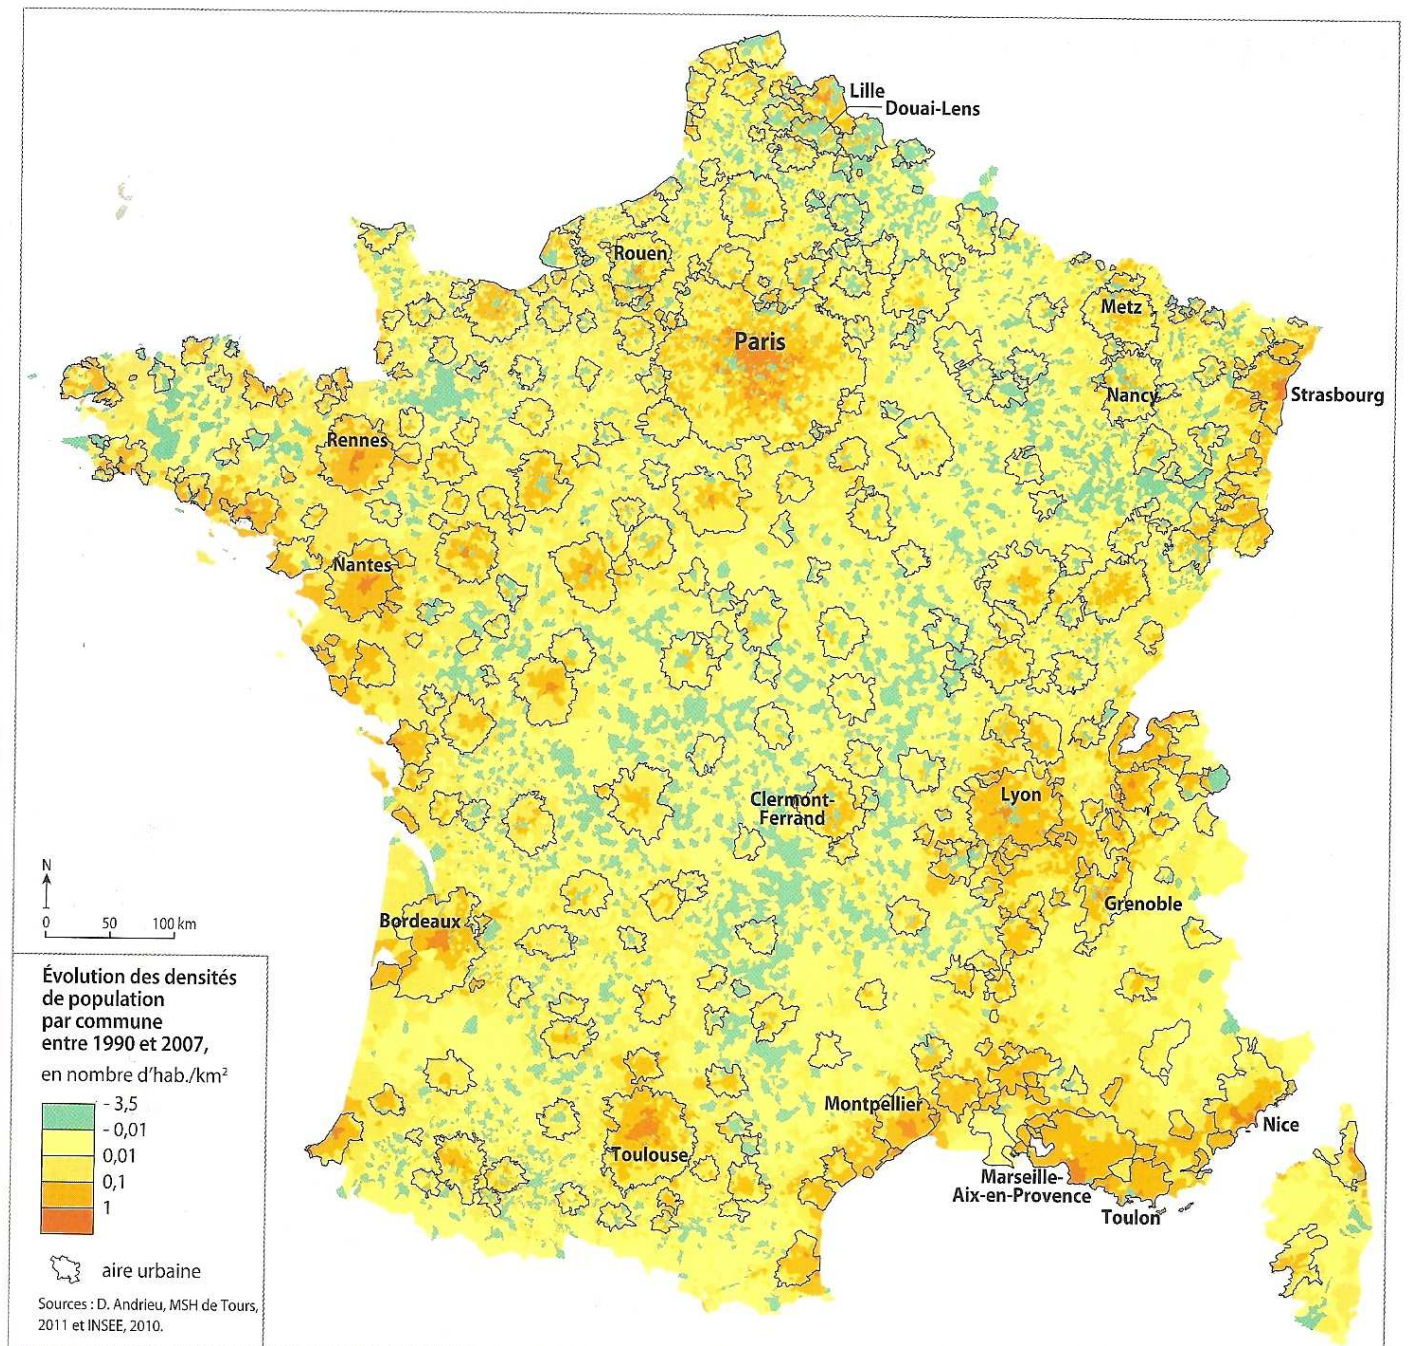 Lille
Douai-Lens
Rouen
Metz
Paris
Nancy
Strasbourg
Rennes
Nantes
Clermont-
Ferrand
Lyon
Grenoble
Bordeaux
Montpellier
Nice
Toulouse
Marseille-
Aix-en-Provence
Toulon
N
0 50 100 km
Évolution des densités
de population
par commune
entre 1990 et 2007,
en nombre d'hab./km²
- 3,5
- 0,01
0,01
0,1
1
aire urbaine
Sources : D. Andrieu, MSH de Tours,
2011 et INSEE, 2010.